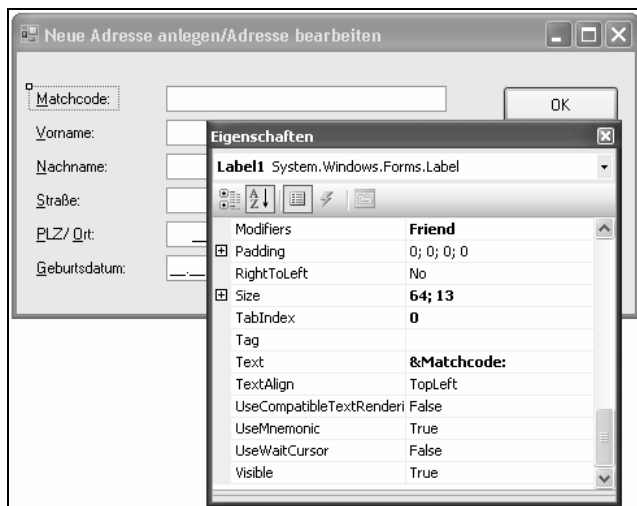 Neue Adresse anlegen/Adresse bearbeiten
Matchcode:
OK
Vorname:
Nachname:
Straße:
PLZ/ Ort:
Geburtsdatum:
__.__
Eigenschaften
Label1 System.Windows.Forms.Label
Modifiers Friend
Padding 0; 0; 0; 0
RightToLeft No
Size 64; 13
TabIndex 0
Tag
Text &Matchcode:
TextAlign TopLeft
UseCompatibleTextRenderi False
UseMnemonic True
UseWaitCursor False
Visible True